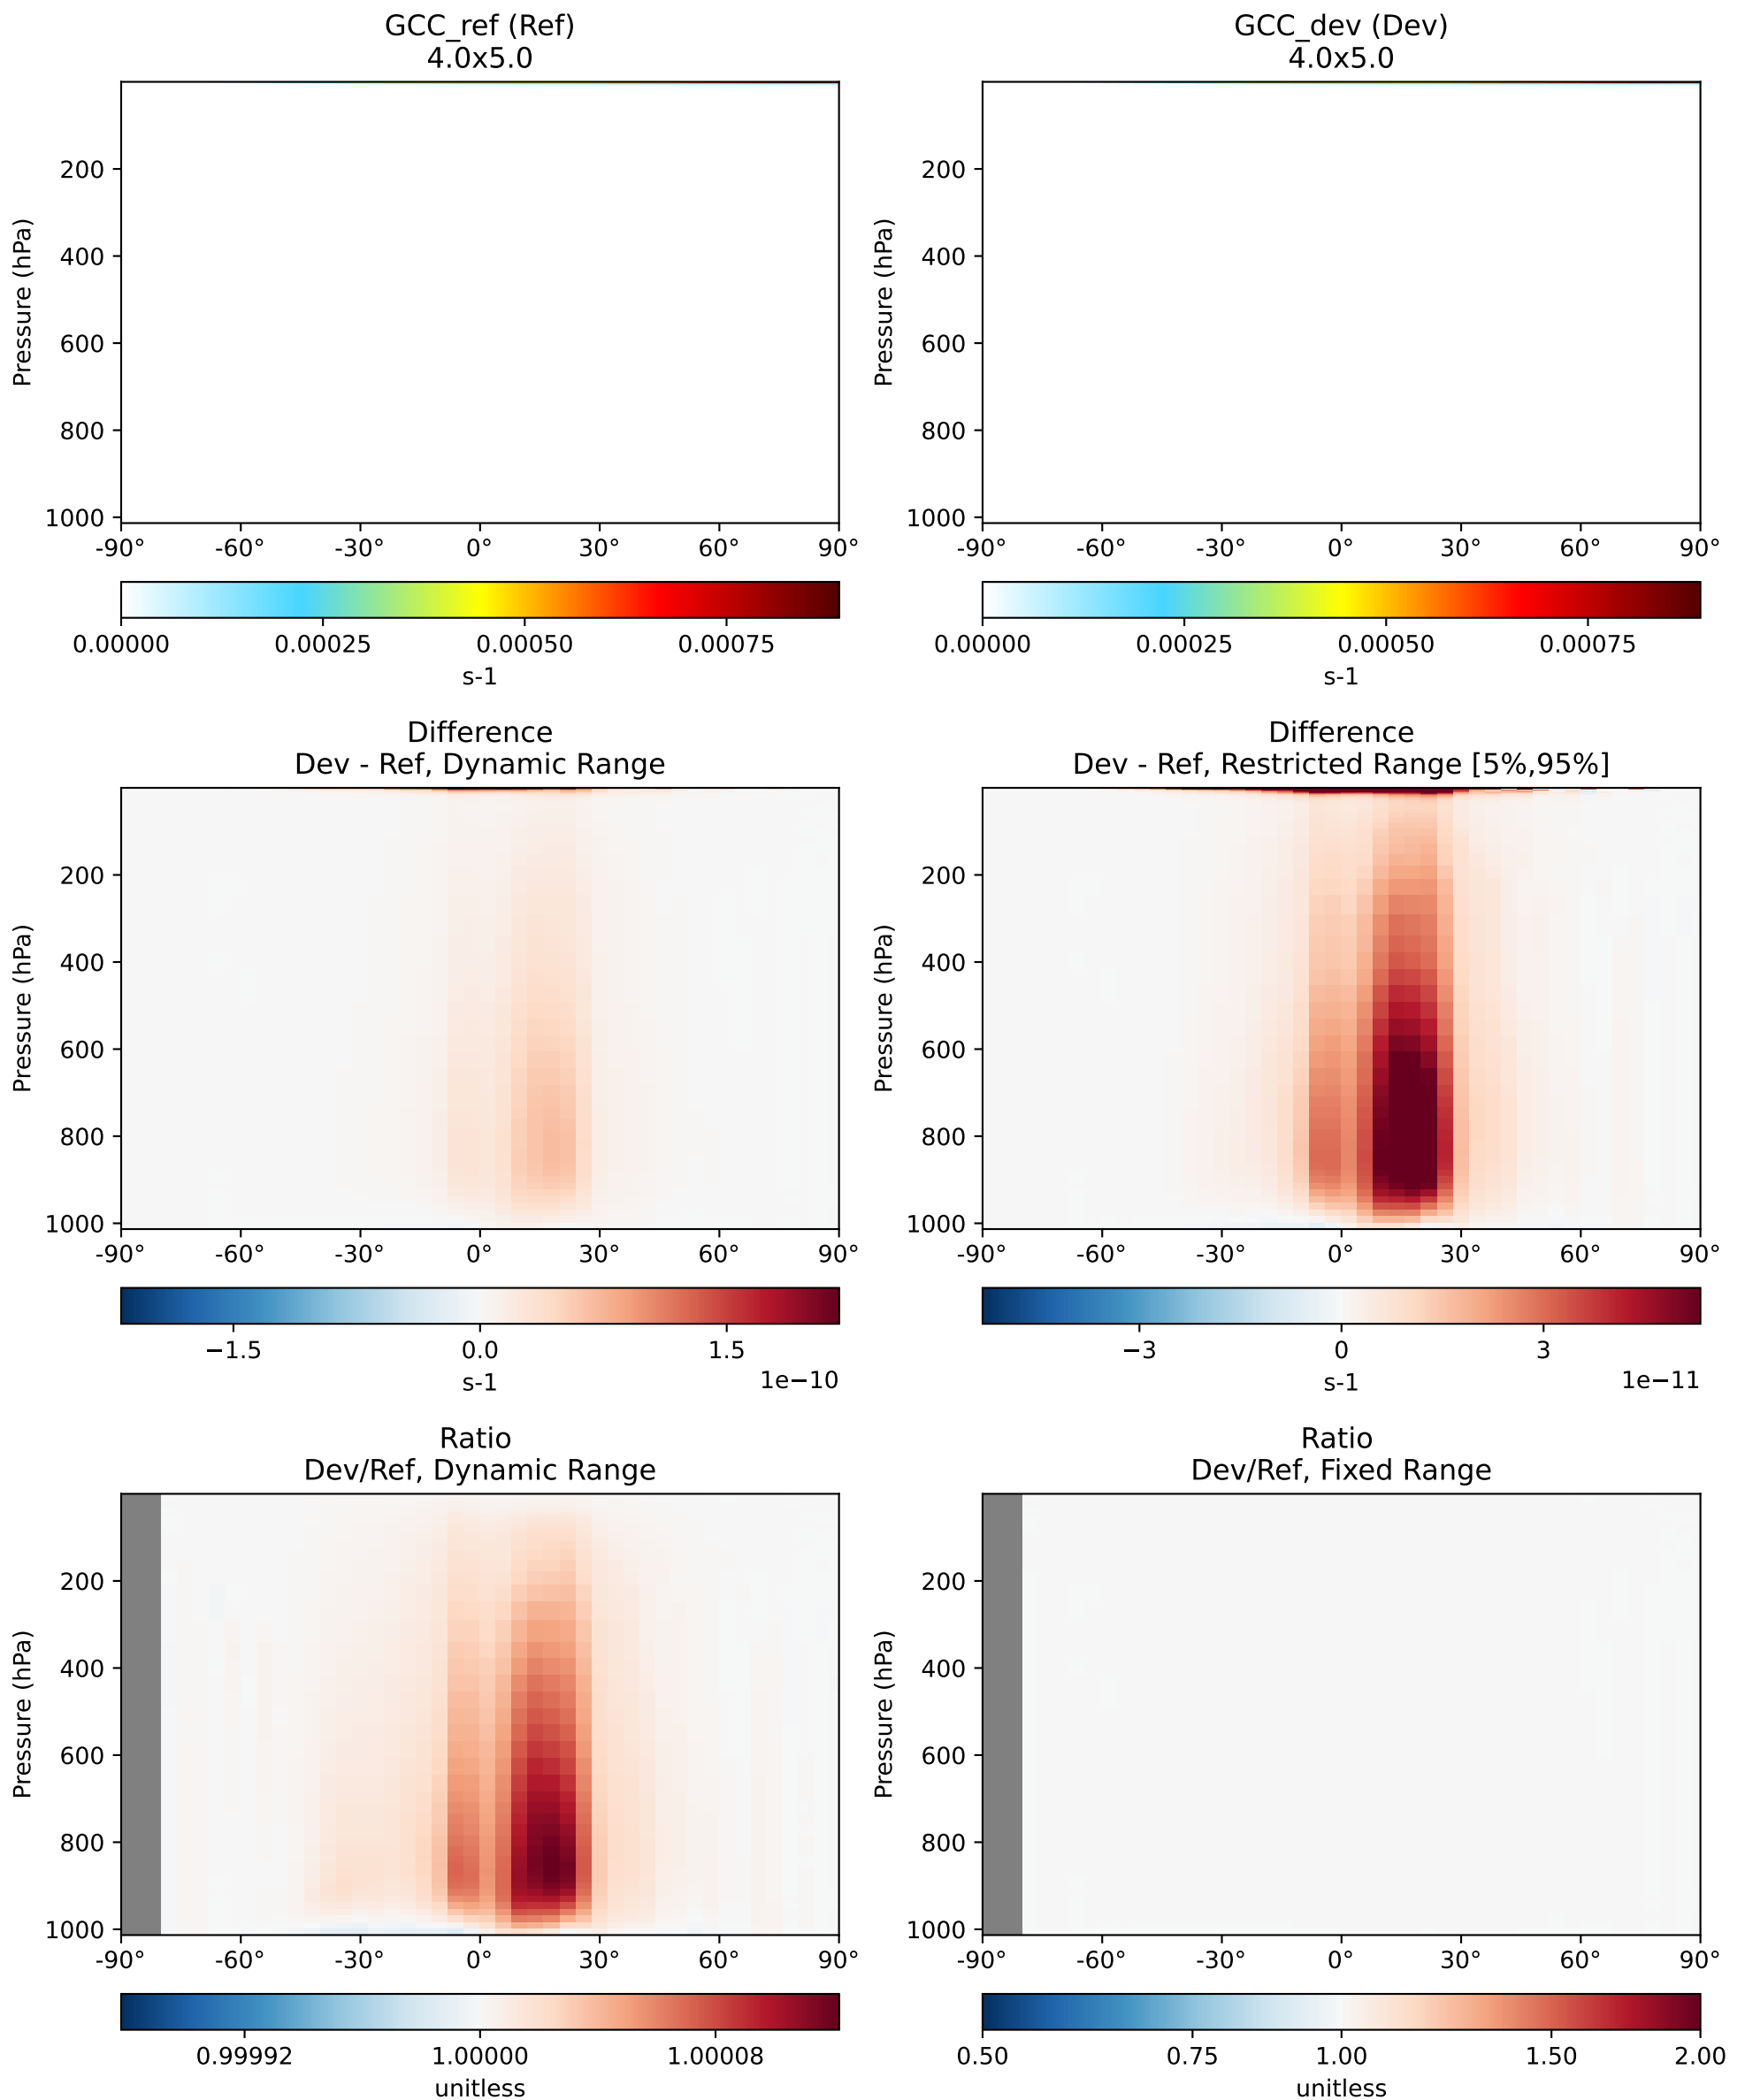 GCC_ref (Ref)
4.0x5.0
Pressure (hPa)
200
400
600
800
1000
-90° -60° -30° 0° 30° 60° 90°
0.00000 0.00025 0.00050 0.00075
s-1
GCC_dev (Dev)
4.0x5.0
Pressure (hPa)
200
400
600
800
1000
-90° -60° -30° 0° 30° 60° 90°
0.00000 0.00025 0.00050 0.00075
s-1
Difference
Dev - Ref, Dynamic Range
Pressure (hPa)
200
400
600
800
1000
-90° -60° -30° 0° 30° 60° 90°
−1.5 0.0 1.5
s-1 1e−10
Difference
Dev - Ref, Restricted Range [5%,95%]
Pressure (hPa)
200
400
600
800
1000
-90° -60° -30° 0° 30° 60° 90°
−3 0 3
s-1 1e−11
Ratio
Dev/Ref, Dynamic Range
Pressure (hPa)
200
400
600
800
1000
-90° -60° -30° 0° 30° 60° 90°
0.99992 1.00000 1.00008
unitless
Ratio
Dev/Ref, Fixed Range
Pressure (hPa)
200
400
600
800
1000
-90° -60° -30° 0° 30° 60° 90°
0.50 0.75 1.00 1.50 2.00
unitless